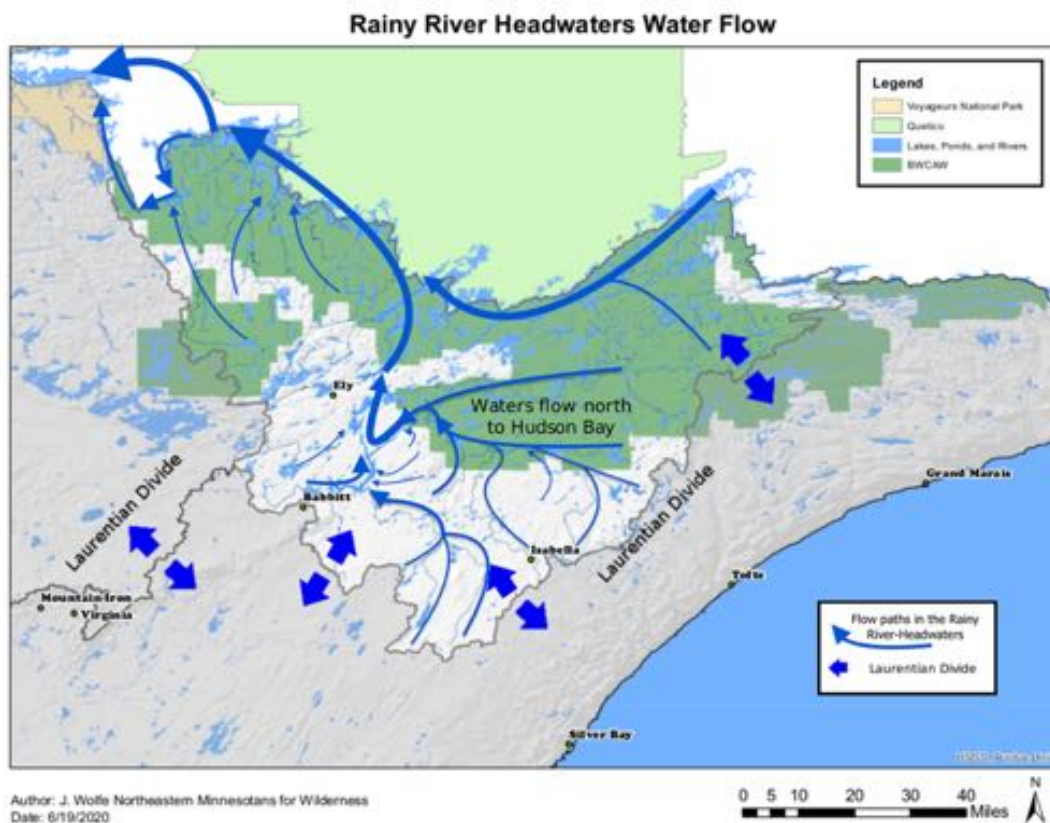 Rainy River Headwaters Water Flow
Legend
Voyageurs National Park
Quetico
Lakes, Ponds, and Rivers
BWCAW
Ely
Waters flow north
to Hudson Bay
Laurentian Divide
Babbitt
Grand Marais
Laurentian Divide
Isabella
Tofte
Mountain Iron
Virginia
Flow paths in the Rainy
River-Headwaters
Laurentian Divide
Silver Bay
Author: J. Wolfe Northeastern Minnesotans for Wilderness
Date: 6/19/2020
0 5 10 20 30 40
Miles
N